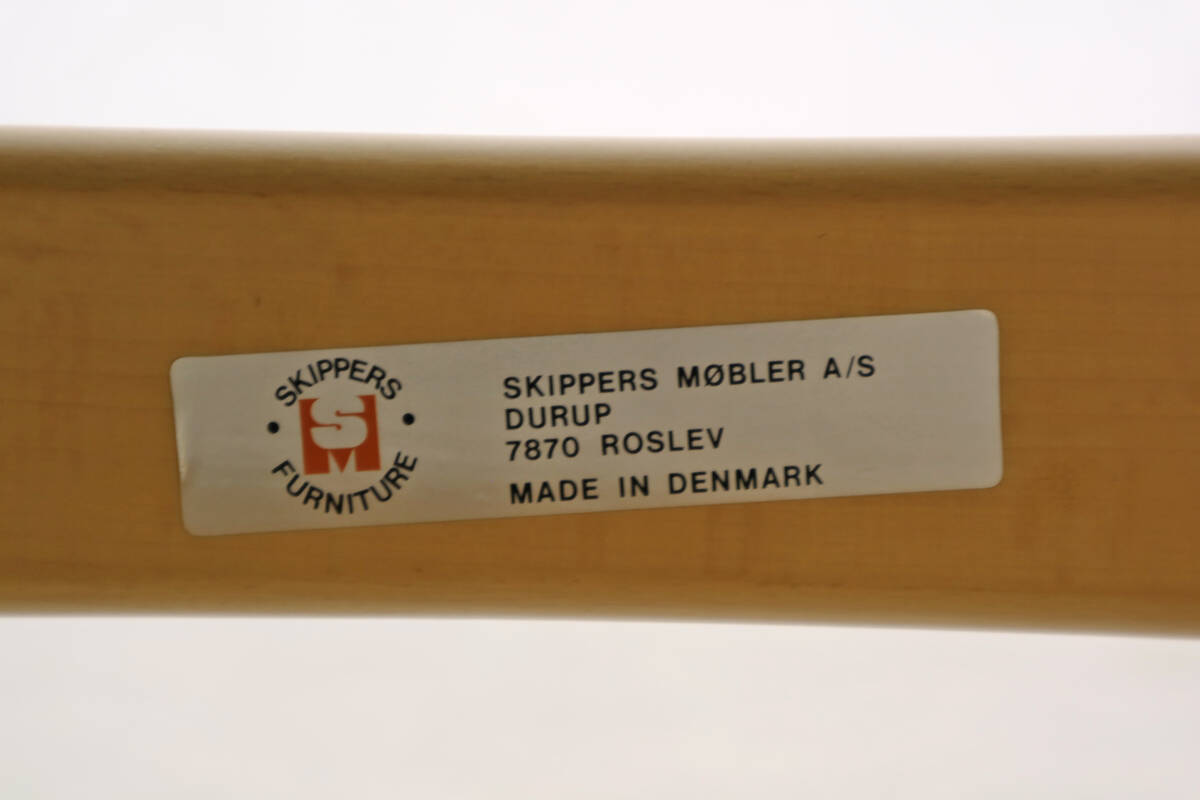 SKIPPERS
SM
FURNITURE
SKIPPERS MØBLER A/S
DURUP
7870 ROSLEV
MADE IN DENMARK